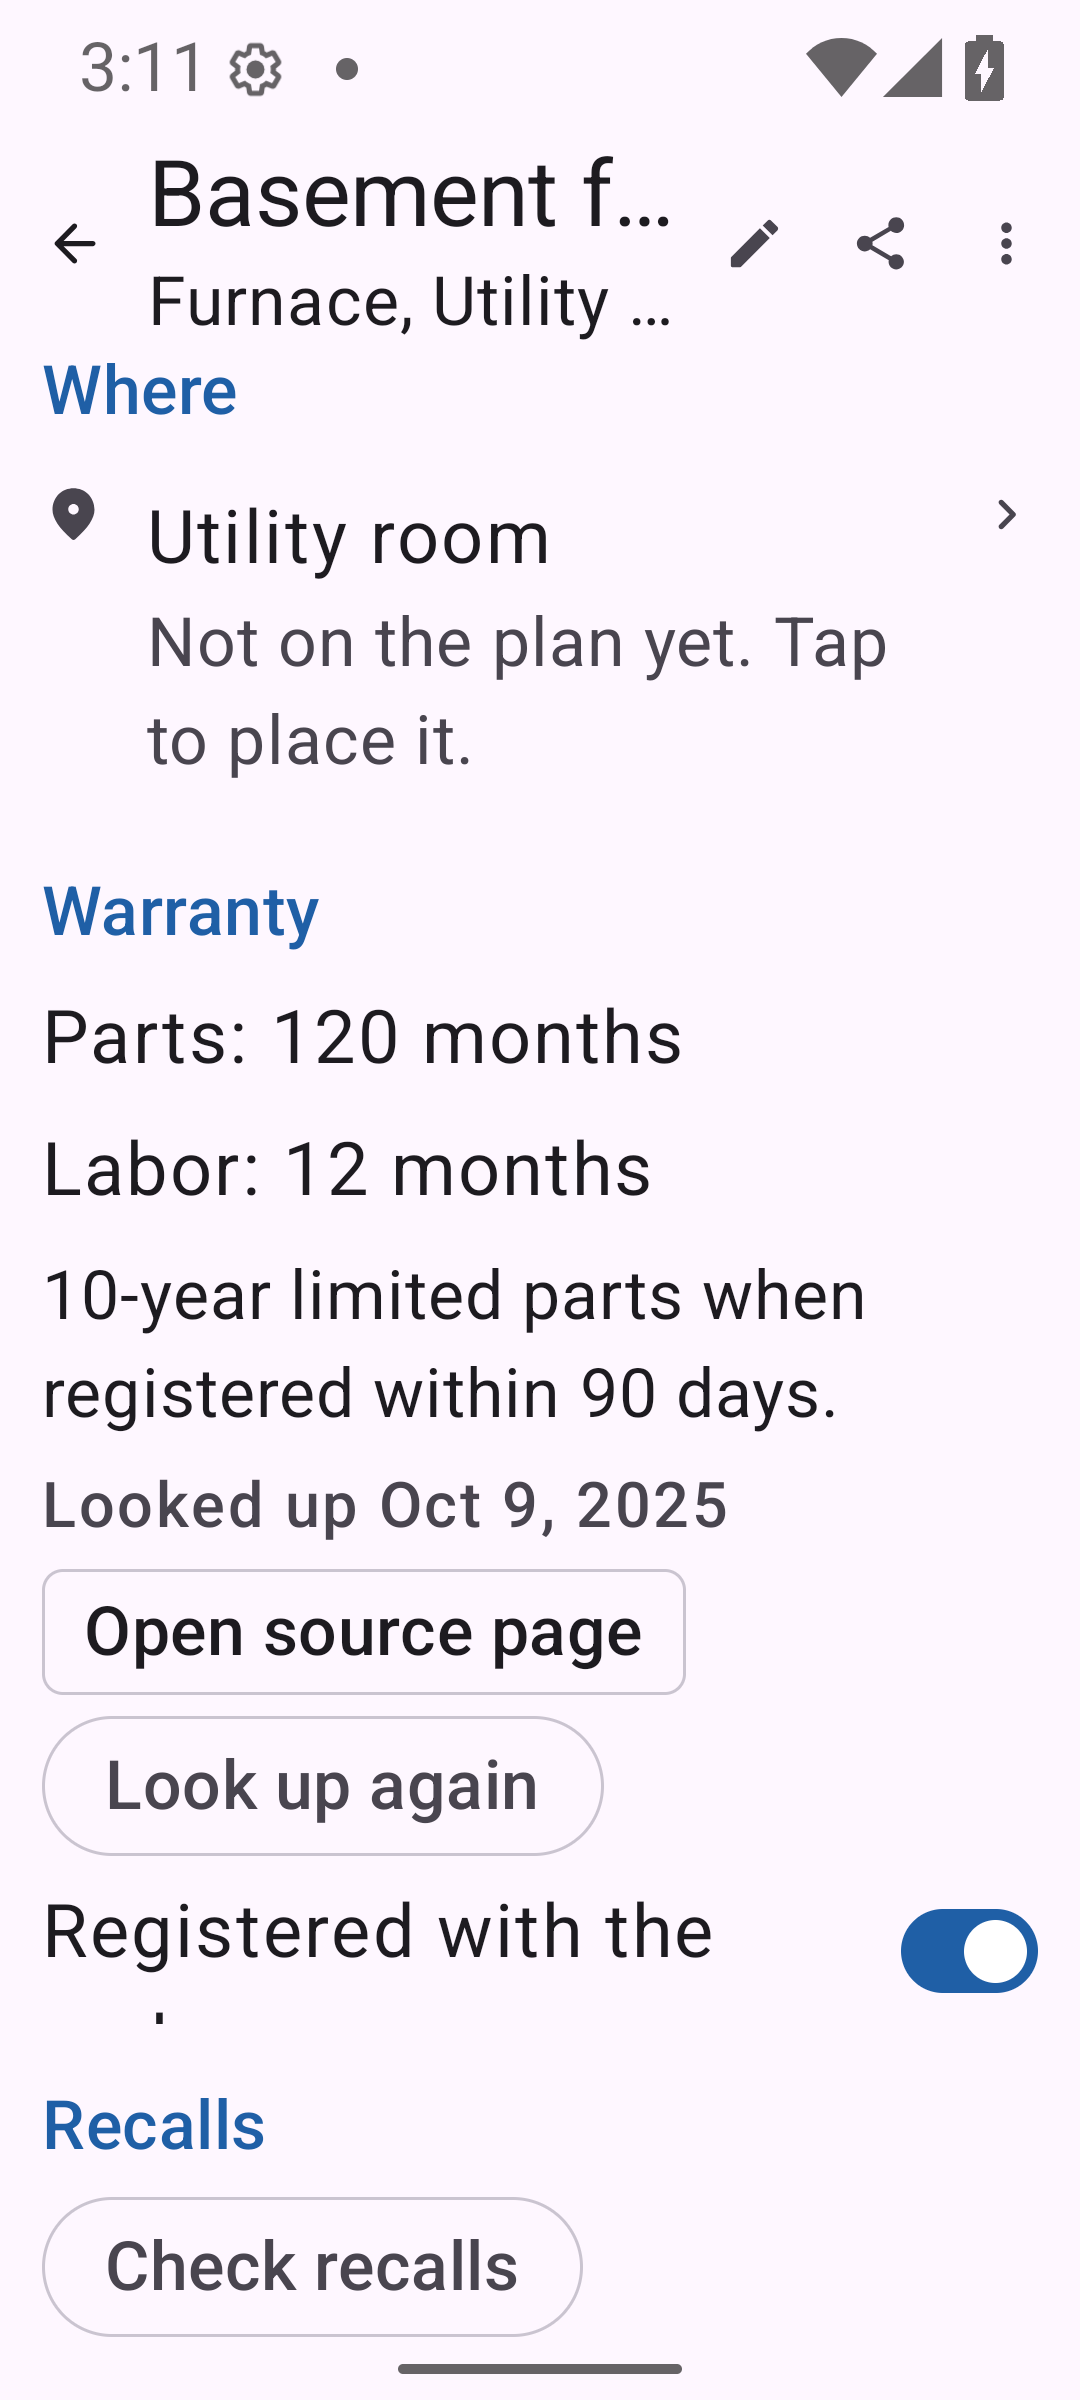 3:11
Basement f…
Furnace, Utility …
Where
Utility room
Not on the plan yet. Tap
to place it.
Warranty
Parts: 120 months
Labor: 12 months
10-year limited parts when
registered within 90 days.
Looked up Oct 9, 2025
Open source page
Look up again
Registered with the
Recalls
Check recalls